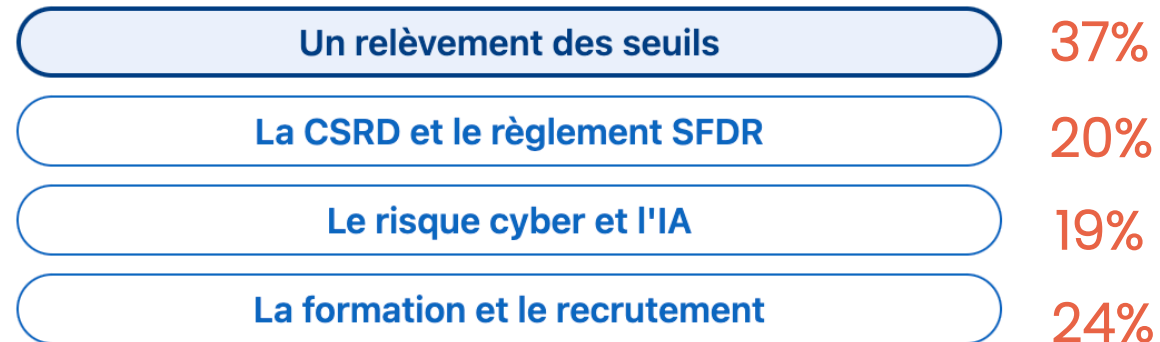 Un relèvement des seuils 37%
La CSRD et le règlement SFDR 20%
Le risque cyber et l'IA 19%
La formation et le recrutement 24%